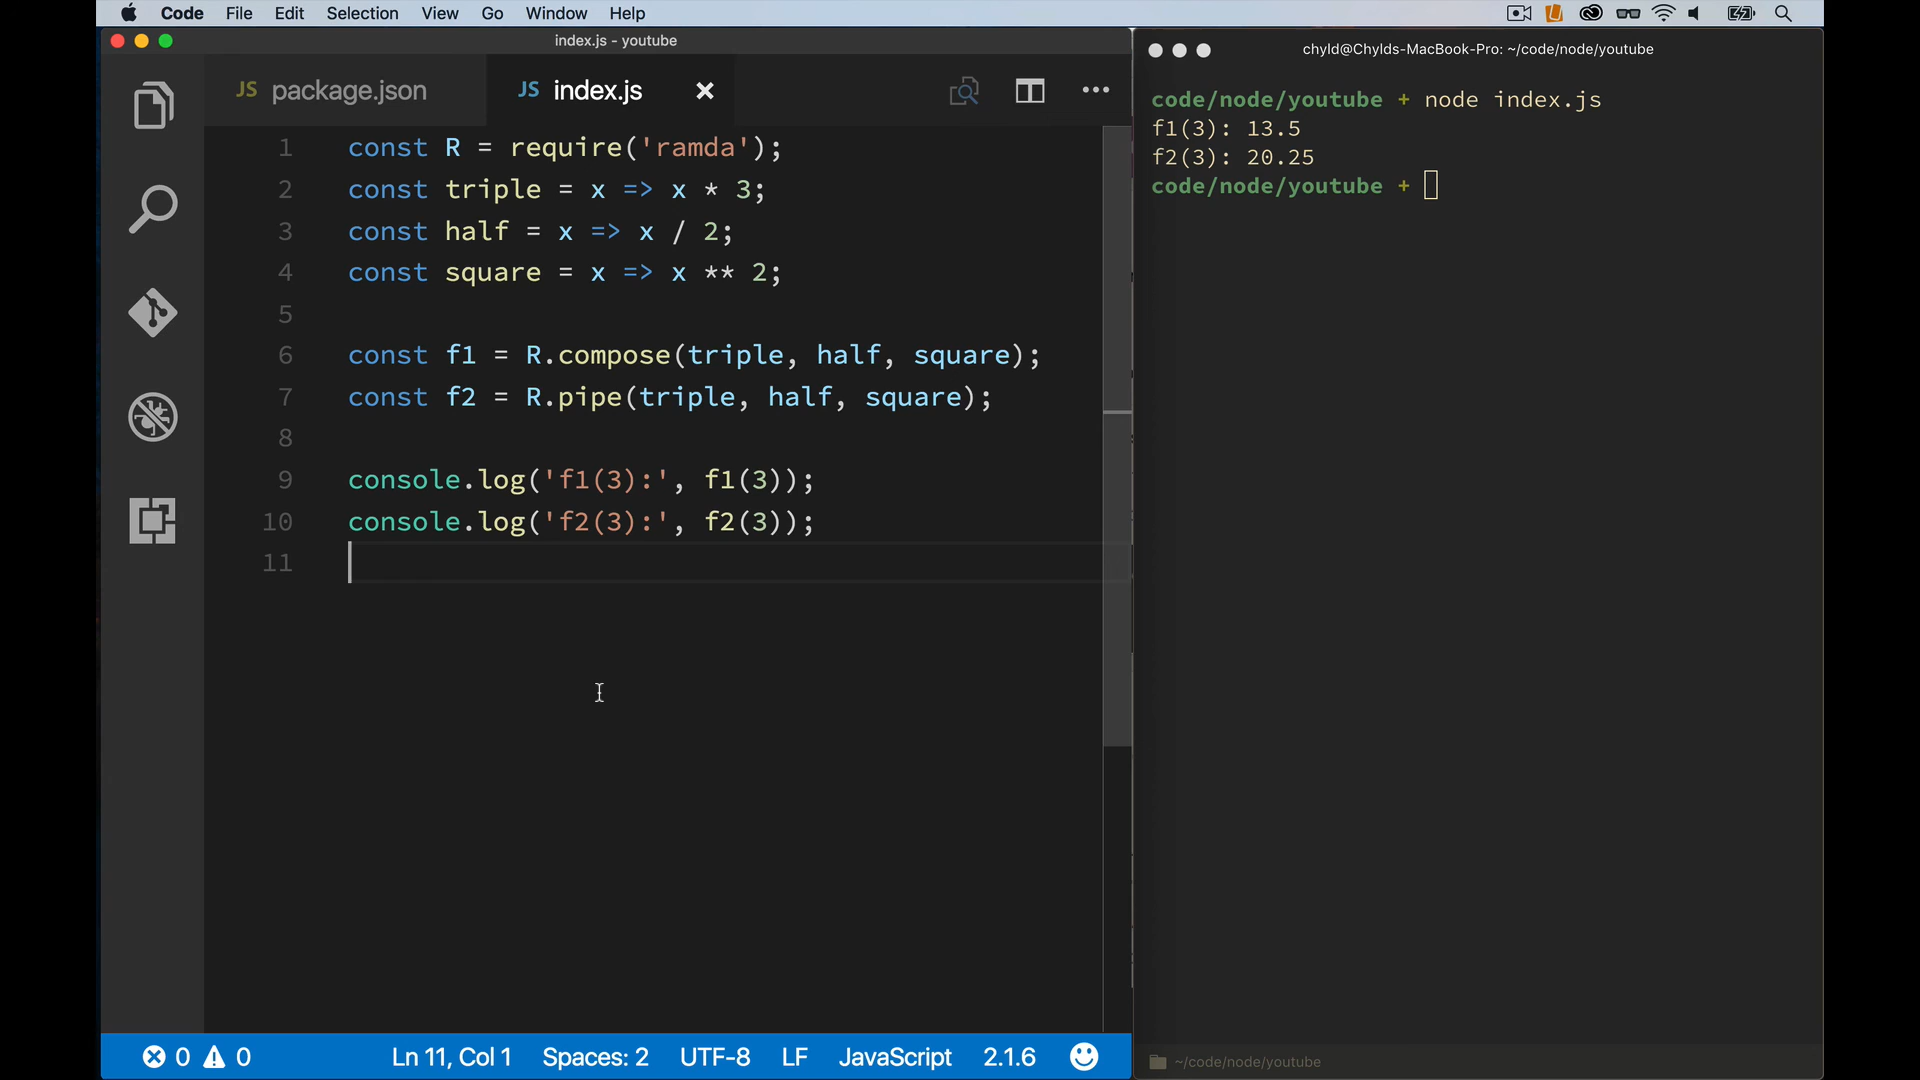 Code File Edit Selection View Go Window Help
index.js - youtube
JS package.json JS index.js
1 const R = require('ramda');
2 const triple = x => x * 3;
3 const half = x => x / 2;
4 const square = x => x ** 2;
5
6 const f1 = R.compose(triple, half, square);
7 const f2 = R.pipe(triple, half, square);
8
9 console.log('f1(3):', f1(3));
10 console.log('f2(3):', f2(3));
11
0 0 Ln 11, Col 1 Spaces: 2 UTF-8 LF JavaScript 2.1.6
chyld@Chylds-MacBook-Pro: ~/code/node/youtube
code/node/youtube + node index.js
f1(3): 13.5
f2(3): 20.25
code/node/youtube +
~/code/node/youtube